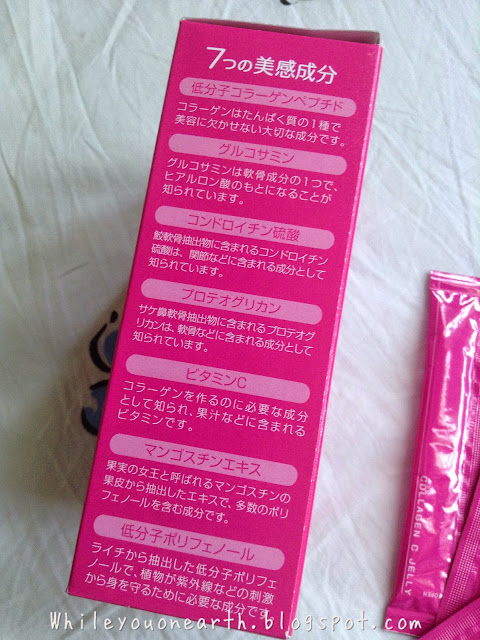 7つの美感成分
低分子コラーゲンペプチド
コラーゲンはたんぱく質の1種で
美容に欠かせない大切な成分です。
グルコサミン
グルコサミンは軟骨成分の1つで、
ヒアルロン酸のもとになることが
知られています。
コンドロイチン硫酸
鮫軟骨抽出物に含まれるコンドロイチン
硫酸は、関節などに含まれる成分として
知られています。
プロテオグリカン
サケ鼻軟骨抽出物に含まれるプロテオグ
リカンは、軟骨などに含まれる成分として
知られています。
ビタミンC
コラーゲンを作るのに必要な成分
として知られ、果汁などに含まれる
ビタミンです。
マンゴスチンエキス
果実の女王と呼ばれるマンゴスチンの
果皮から抽出したエキスで、多数のポリ
フェノールを含む成分です。
低分子ポリフェノール
ライチから抽出した低分子ポリフェ
ノールで、植物が紫外線などの刺激
から身を守るために必要な成分です。
COLLAGEN C JELLY
Whileyouonearth.blogspot.com